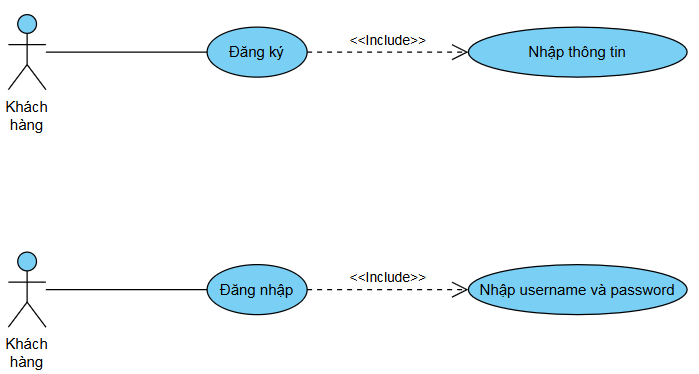 Đăng ký
<<Include>>
Nhập thông tin
Khách
hàng
Đăng nhập
<<Include>>
Nhập username và password
Khách
hàng